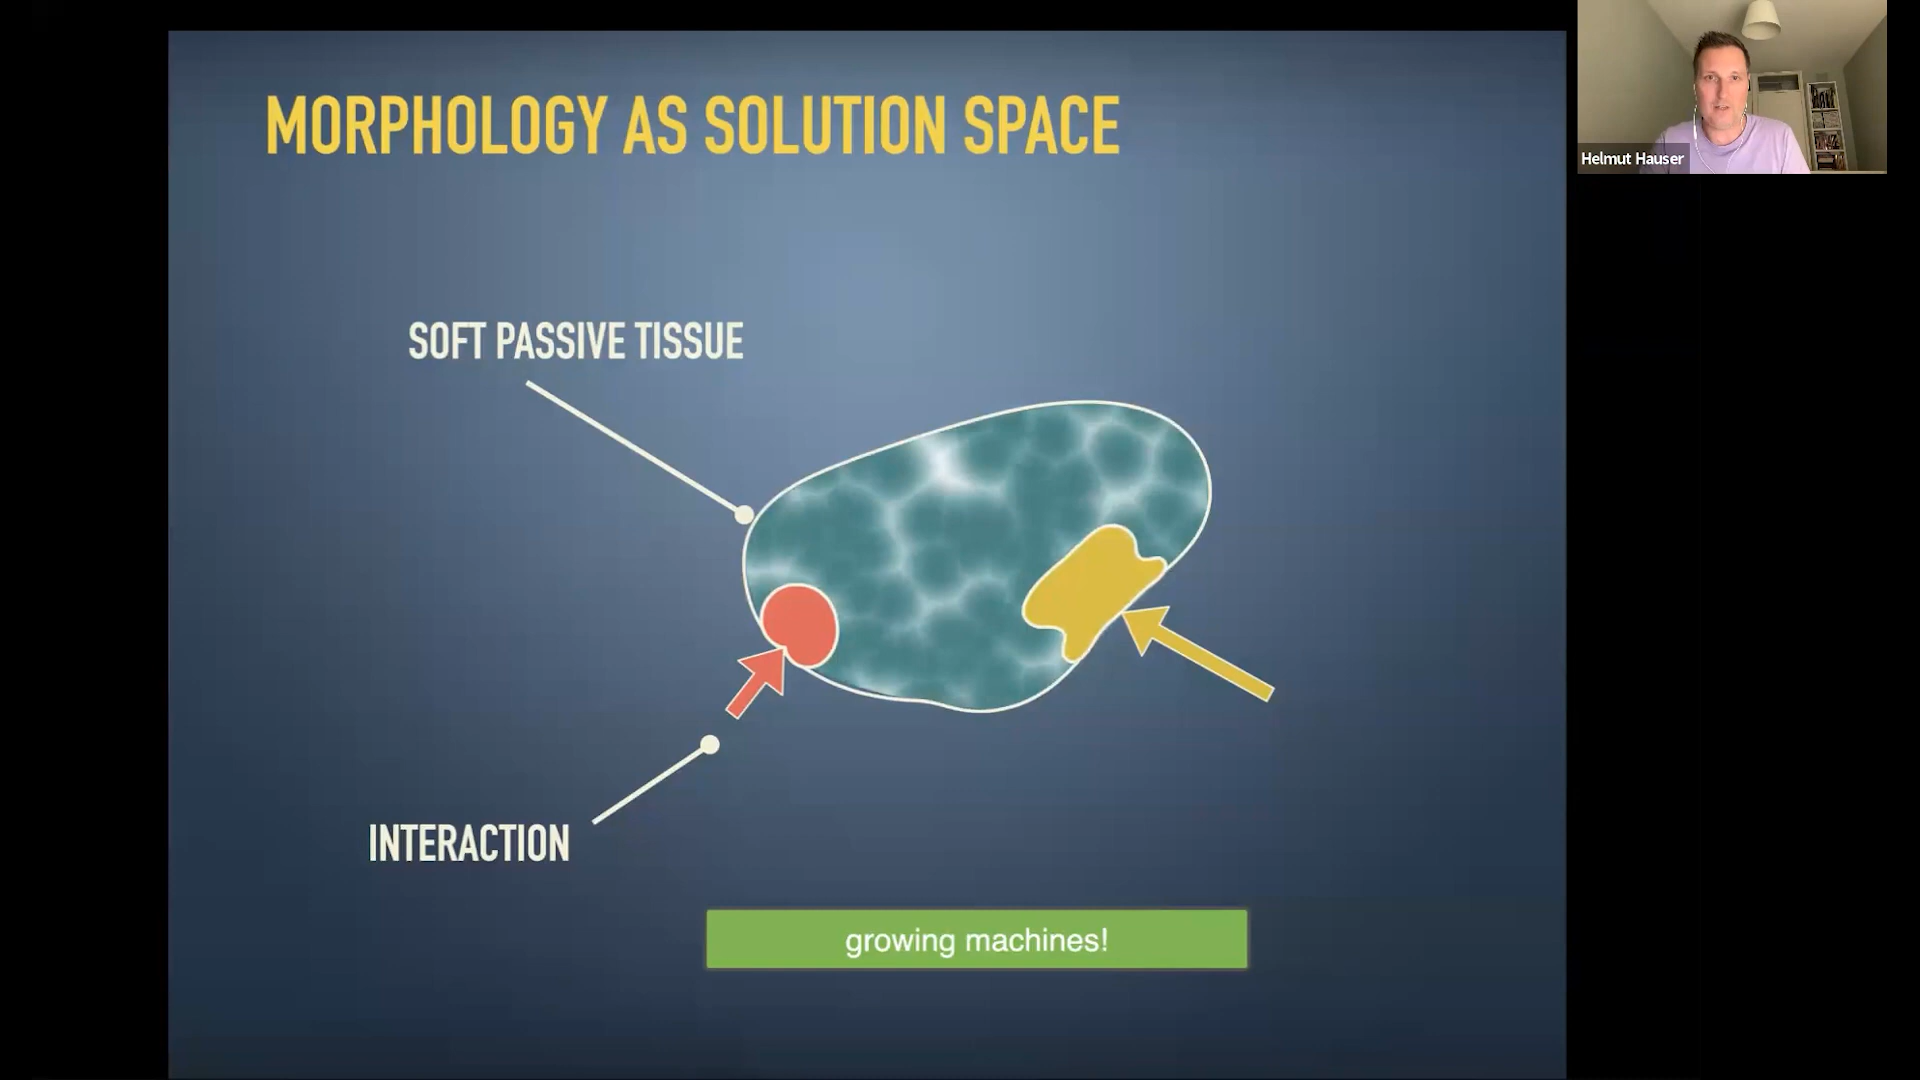 MORPHOLOGY AS SOLUTION SPACE
Helmut Hauser
SOFT PASSIVE TISSUE
INTERACTION
growing machines!